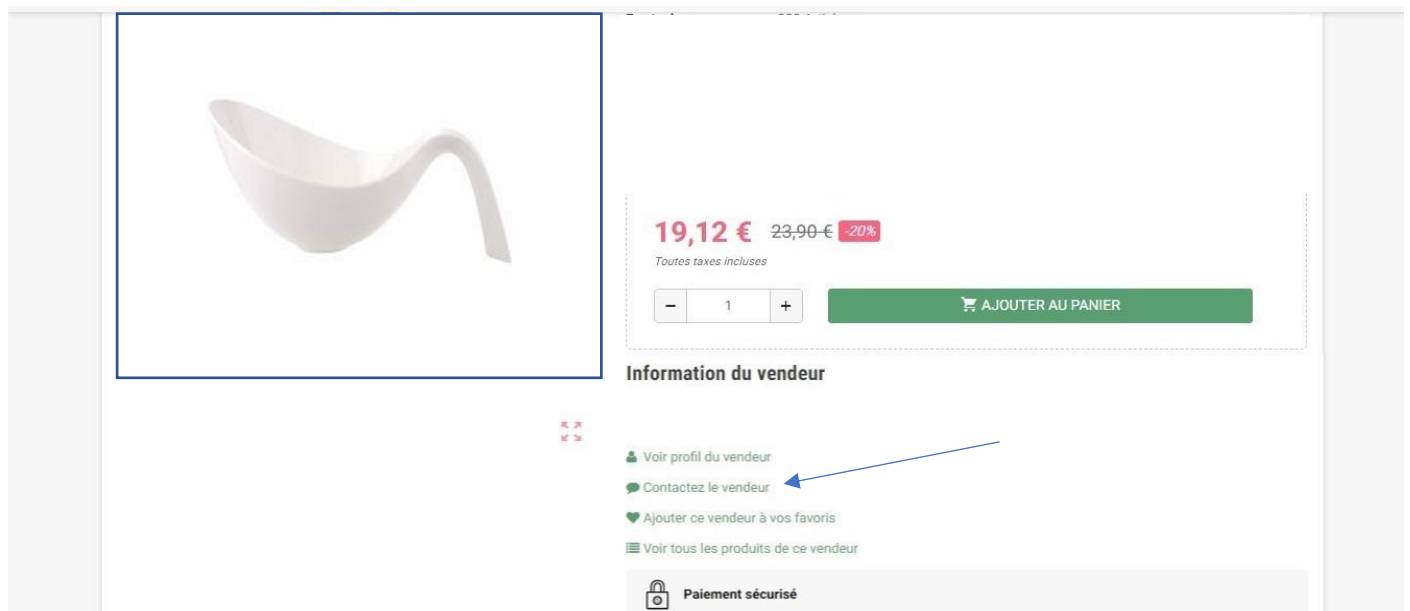 19,12 € 23,90 € -20%
Toutes taxes incluses
− 1 + AJOUTER AU PANIER
Information du vendeur
Voir profil du vendeur
Contactez le vendeur
Ajouter ce vendeur à vos favoris
Voir tous les produits de ce vendeur
Paiement sécurisé